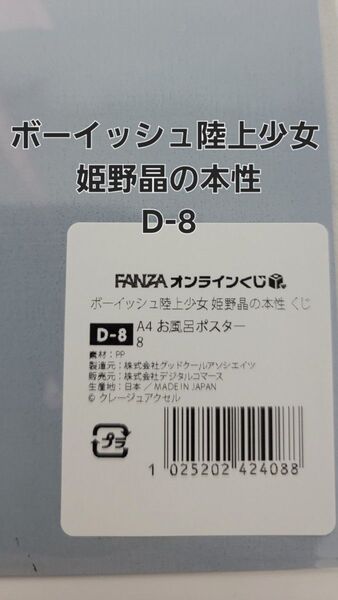 ボーイッシュ陸上少女
姫野晶の本性
D-8
FANZA オンラインくじ
ボーイッシュ陸上少女 姫野晶の本性 くじ
D-8 A4 お風呂ポスター
8
素材：PP
製造元：株式会社グッドクールアソシエイツ
販売元：株式会社デジタルコマース
生産地：日本／MADE IN JAPAN
© クレージュアクセル
プラ
1 025202 424088